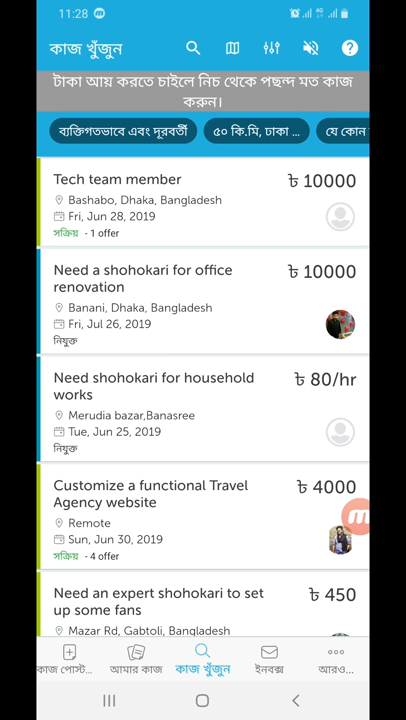 11:28
কাজ খুঁজুন
টাকা আয় করতে চাইলে নিচ থেকে পছন্দ মত কাজ
করুন।
ব্যক্তিগতভাবে এবং দূরবর্তী
৫০ কি.মি, ঢাকা ...
যে কোন
Tech team member
৳ 10000
Bashabo, Dhaka, Bangladesh
Fri, Jun 28, 2019
সক্রিয় - 1 offer
Need a shohokari for office
renovation
৳ 10000
Banani, Dhaka, Bangladesh
Fri, Jul 26, 2019
নিযুক্ত
Need shohokari for household
works
৳ 80/hr
Merudia bazar,Banasree
Tue, Jun 25, 2019
নিযুক্ত
Customize a functional Travel
Agency website
৳ 4000
Remote
Sun, Jun 30, 2019
সক্রিয় - 4 offer
Need an expert shohokari to set
up some fans
৳ 450
Mazar Rd, Gabtoli, Bangladesh
কাজ পোস্ট...
আমার কাজ
কাজ খুঁজুন
ইনবক্স
আরও...